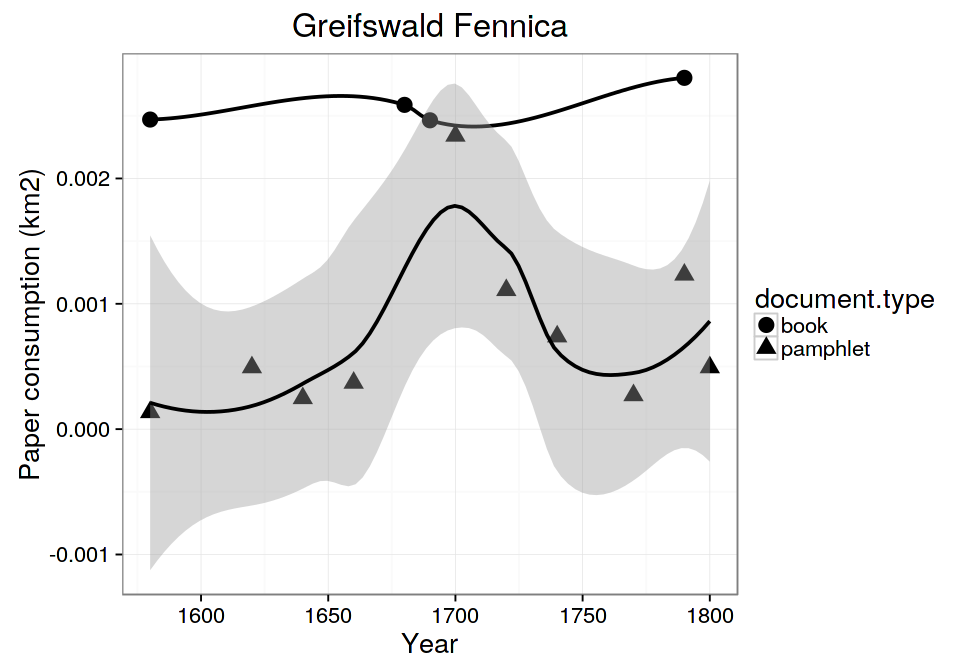 Greifswald Fennica
Paper consumption (km2)
0.002
0.001
0.000
-0.001
1600 1650 1700 1750 1800
Year
document.type
book
pamphlet